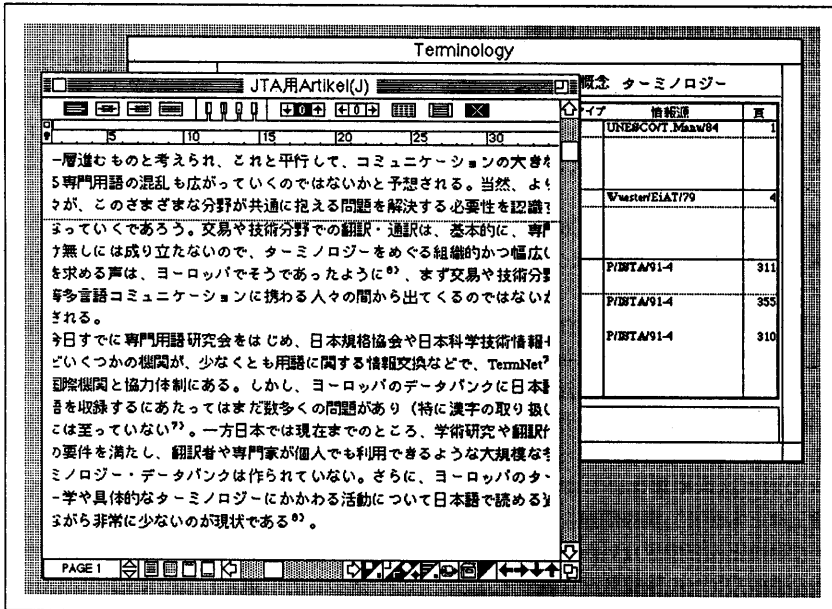 Terminology
JTA用Artikel(J)
概念 ターミノロジー
イプ 情報源 頁
5 10 15 20 25 30
UNESCO/T.Manu/84 1
Wuester/EiAT/79 4
P/INTA/91-4 311
P/INTA/91-4 355
P/INTA/91-4 310
一層進むものと考えられ、これと平行して、コミュニケーションの大き
専門用語の混乱も広がっていくのではないかと予想される。当然、より
が、このさまざまな分野が共通に抱える問題を解決する必要性を認識
なっていくであろう。交易や技術分野での翻訳・通訳は、基本的に、専門
無しには成り立たないので、ターミノロジーをめぐる組織的かつ幅広い
を求める声は、ヨーロッパでそうであったように⁶⁾、まず交易や技術分野
多言語コミュニケーションに携わる人々の間から出てくるのではないか
される。
今日すでに専門用語研究会をはじめ、日本規格協会や日本科学技術情報
どいくつかの機関が、少なくとも用語に関する情報交換などで、TermNet
国際機関と協力体制にある。しかし、ヨーロッパのデータバンクに日本
語を収録するにあたってはまだ数多くの問題があり（特に漢字の取り扱い
には至っていない⁷⁾。一方日本では現在までのところ、学術研究や翻訳
の要件を満たし、翻訳者や専門家が個人でも利用できるような大規模な
ミノロジー・データバンクは作られていない。さらに、ヨーロッパのター
学や具体的なターミノロジーにかかわる活動について日本語で読める
ながら非常に少ないのが現状である⁸⁾。
PAGE 1